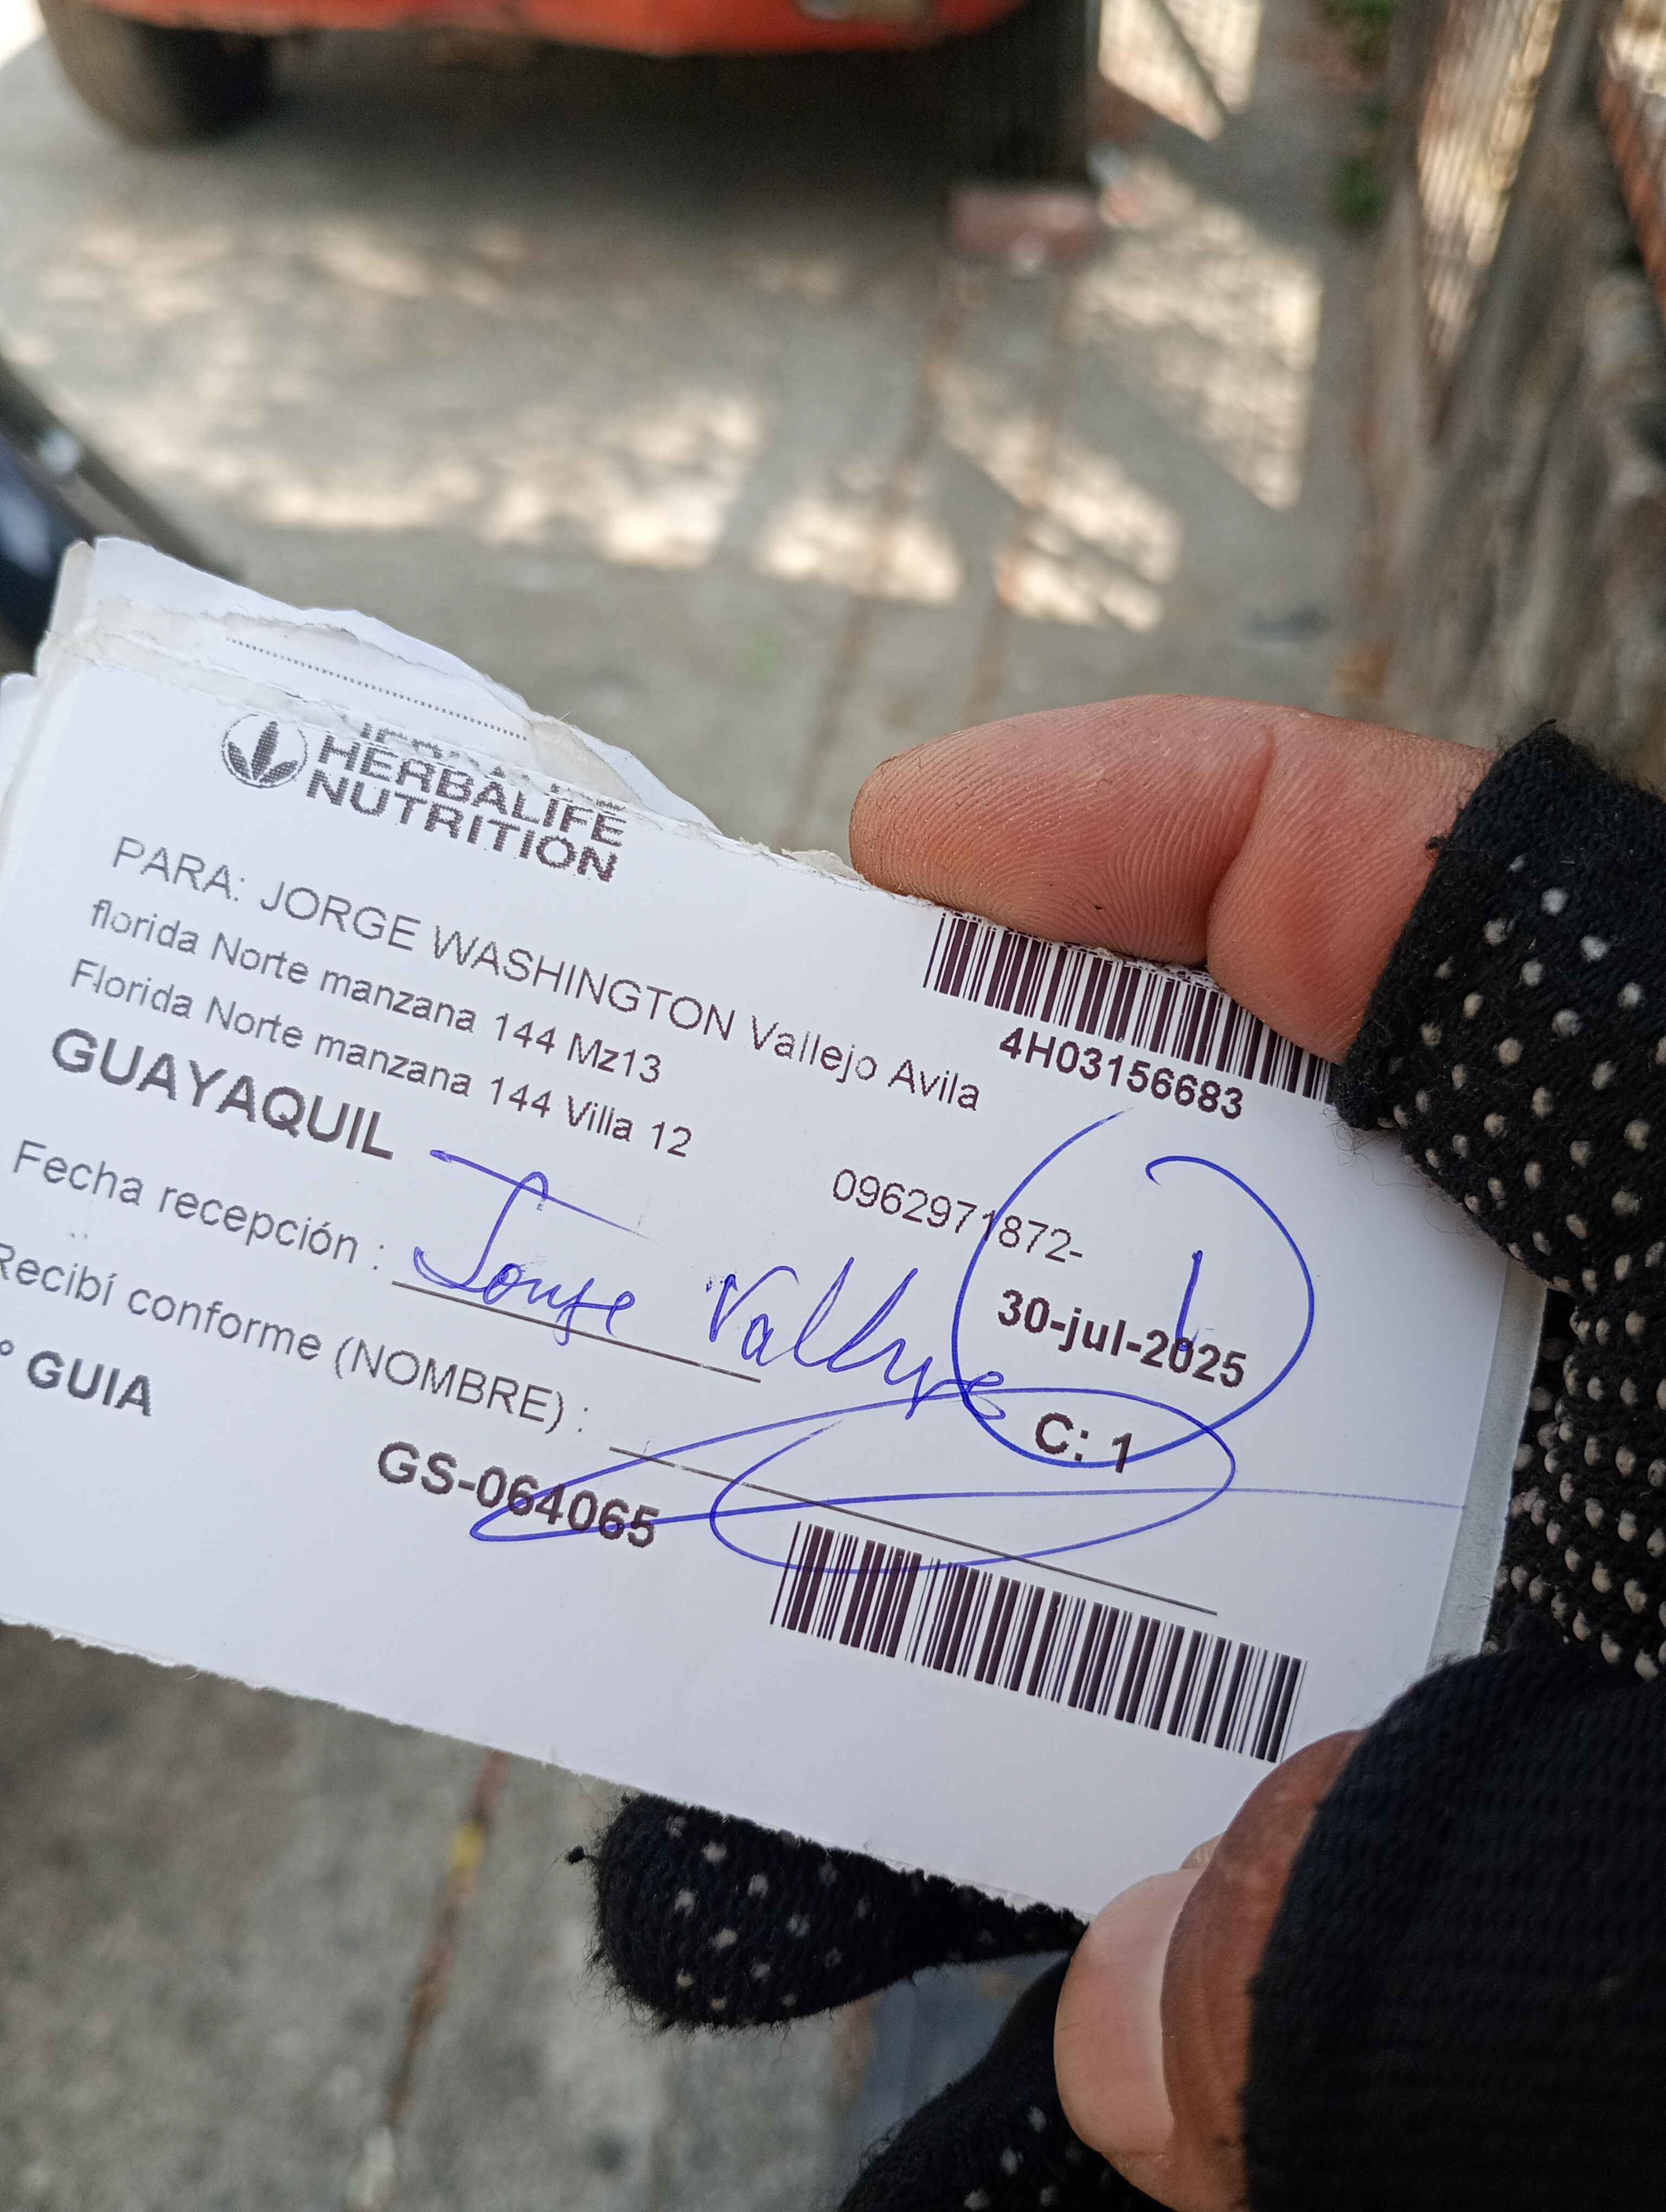 HERBALIFE
NUTRITION
PARA: JORGE WASHINGTON Vallejo Avila
florida Norte manzana 144 Mz13
Florida Norte manzana 144 Villa 12
GUAYAQUIL
4H03156683
0962971872-
Fecha recepción : Jorge Vallejo
30-jul-2025
1
Recibí conforme (NOMBRE) :
C: 1
° GUIA
GS-064065